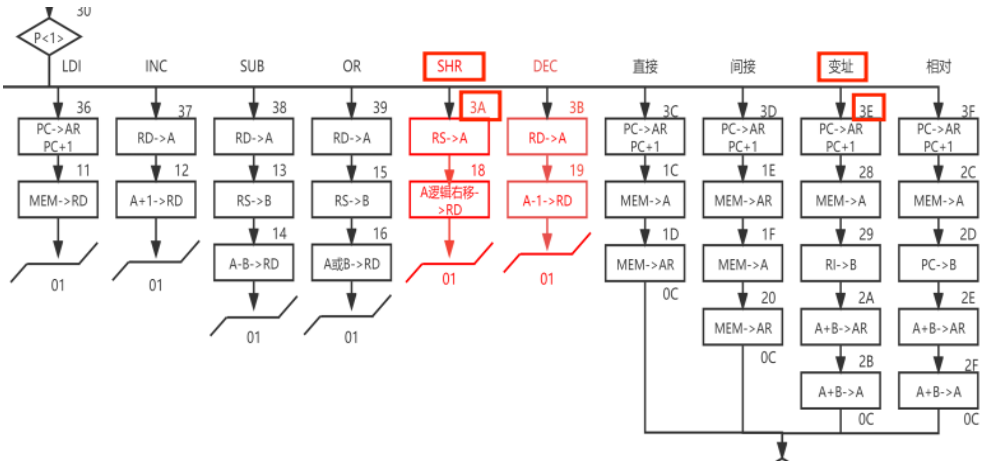 30
P<1>
LDI INC SUB OR SHR DEC 直接 间接 变址 相对
36 37 38 39 3A 3B 3C 3D 3E 3F
PC->AR RD->A RD->A RD->A RS->A RD->A PC->AR PC->AR PC->AR PC->AR
PC+1 PC+1 PC+1 PC+1 PC+1
11 12 13 15 18 19 1C 1E 28 2C
MEM->RD A+1->RD RS->B RS->B A逻辑右移- A-1->RD MEM->A MEM->AR MEM->A MEM->A
>RD
14 16 1D 1F 29 2D
01 01 A-B->RD A或B->RD 01 01 MEM->AR MEM->A RI->B PC->B
0C 20 2A 2E
01 01 MEM->AR A+B->AR A+B->AR
0C 2B 2F
A+B->A A+B->A
0C 0C